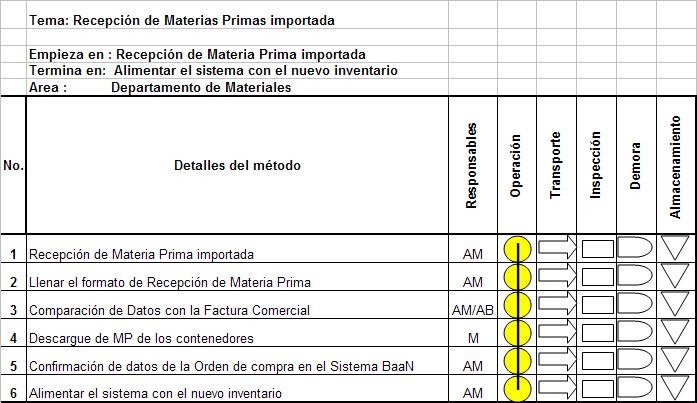 Tema: Recepción de Materias Primas importada
Empieza en : Recepción de Materia Prima importada
Termina en: Alimentar el sistema con el nuevo inventario
Area : Departamento de Materiales
No. Detalles del método Responsables Operación Transporte Inspección Demora Almacenamiento
1 Recepción de Materia Prima importada AM
2 Llenar el formato de Recepción de Materia Prima AM
3 Comparación de Datos con la Factura Comercial AM/AB
4 Descargue de MP de los contenedores M
5 Confirmación de datos de la Orden de compra en el Sistema BaaN AM
6 Alimentar el sistema con el nuevo inventario AM